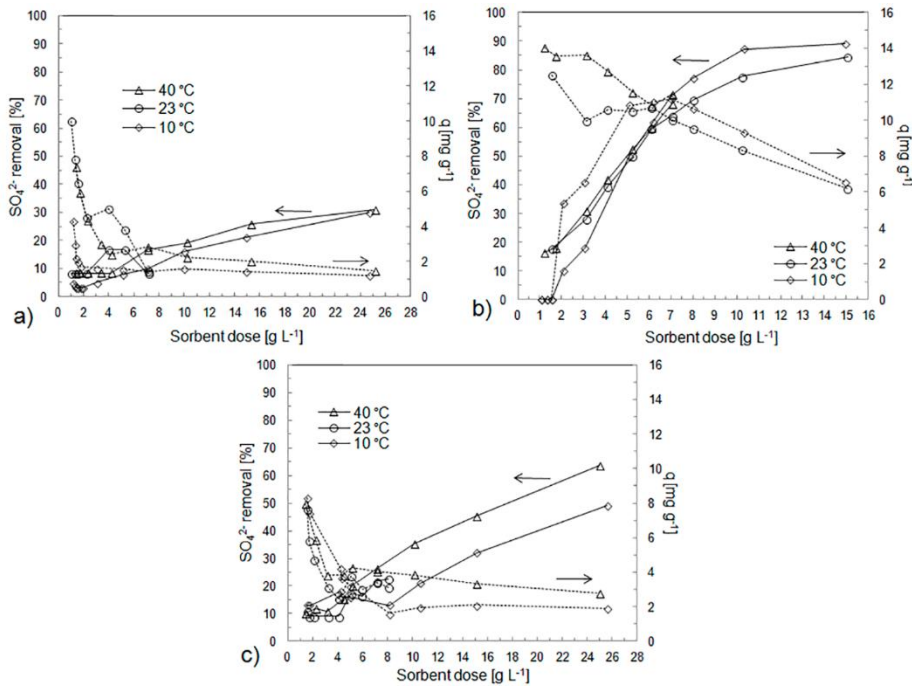 100
90
80
70
60
50
40
30
20
10
0
SO₄²⁻ removal [%]
40 °C
23 °C
10 °C
16
14
12
10
8
6
4
2
0
q [mg g⁻¹]
0 2 4 6 8 10 12 14 16 18 20 22 24 26 28
Sorbent dose [g L⁻¹]
a)
100
90
80
70
60
50
40
30
20
10
0
SO₄²⁻ removal [%]
40 °C
23 °C
10 °C
16
14
12
10
8
6
4
2
0
q [mg g⁻¹]
0 1 2 3 4 5 6 7 8 9 10 11 12 13 14 15 16
Sorbent dose [g L⁻¹]
b)
100
90
80
70
60
50
40
30
20
10
0
SO₄²⁻ removal [%]
40 °C
23 °C
10 °C
16
14
12
10
8
6
4
2
0
q [mg g⁻¹]
0 2 4 6 8 10 12 14 16 18 20 22 24 26 28
Sorbent dose [g L⁻¹]
c)